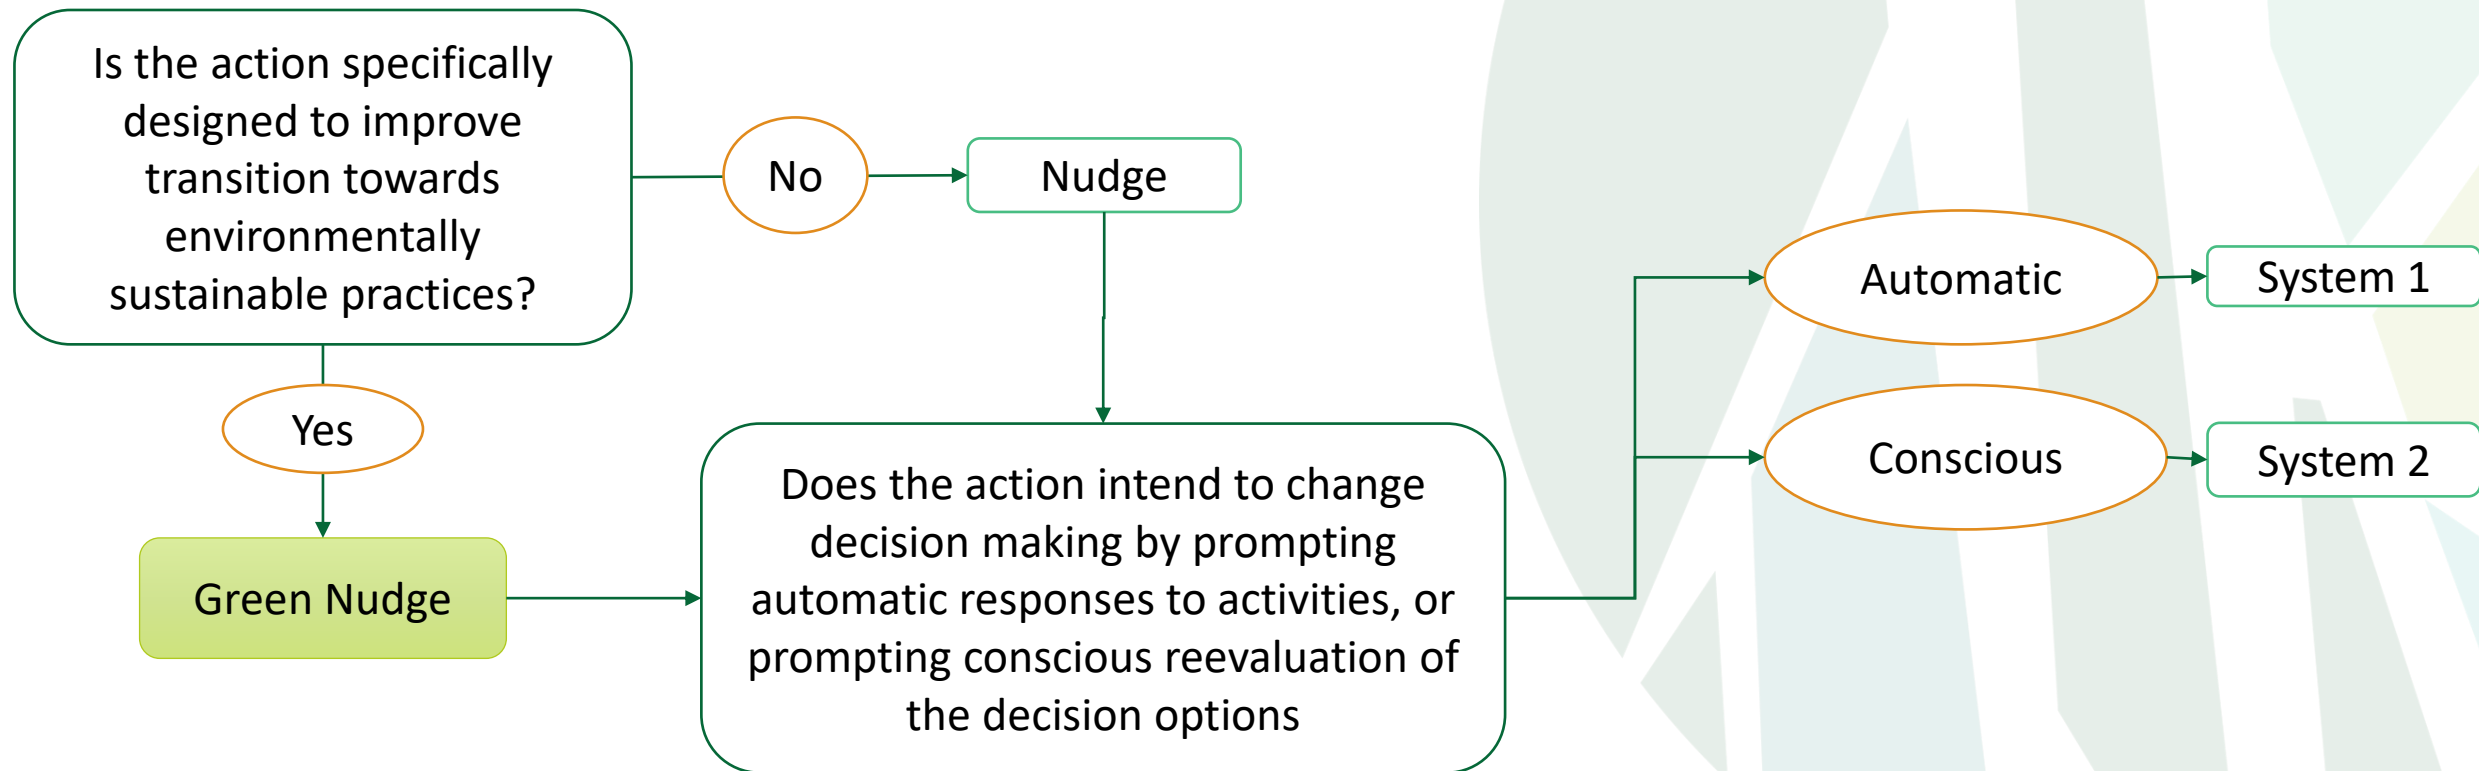 Is the action specifically
designed to improve
transition towards
environmentally
sustainable practices?
No
Nudge
Yes
Green Nudge
Does the action intend to change
decision making by prompting
automatic responses to activities, or
prompting conscious reevaluation of
the decision options
Automatic
System 1
Conscious
System 2